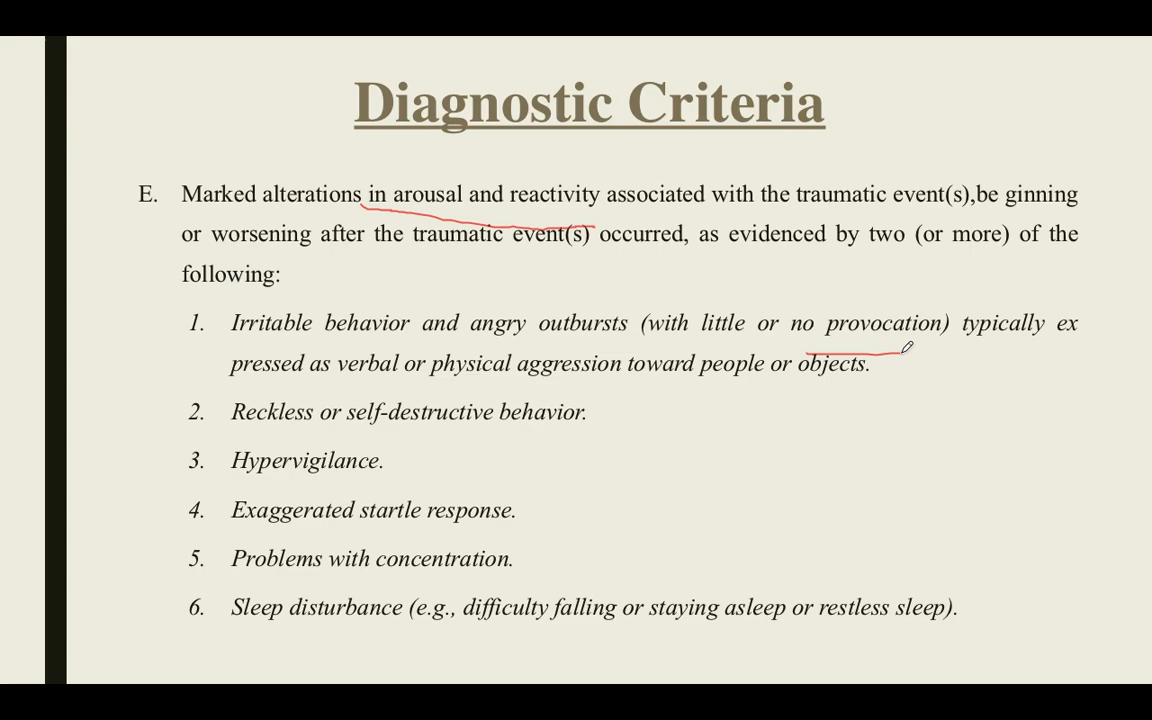 Diagnostic Criteria
E. Marked alterations in arousal and reactivity associated with the traumatic event(s),be ginning
or worsening after the traumatic event(s) occurred, as evidenced by two (or more) of the
following:
1. Irritable behavior and angry outbursts (with little or no provocation) typically ex
pressed as verbal or physical aggression toward people or objects.
2. Reckless or self-destructive behavior.
3. Hypervigilance.
4. Exaggerated startle response.
5. Problems with concentration.
6. Sleep disturbance (e.g., difficulty falling or staying asleep or restless sleep).